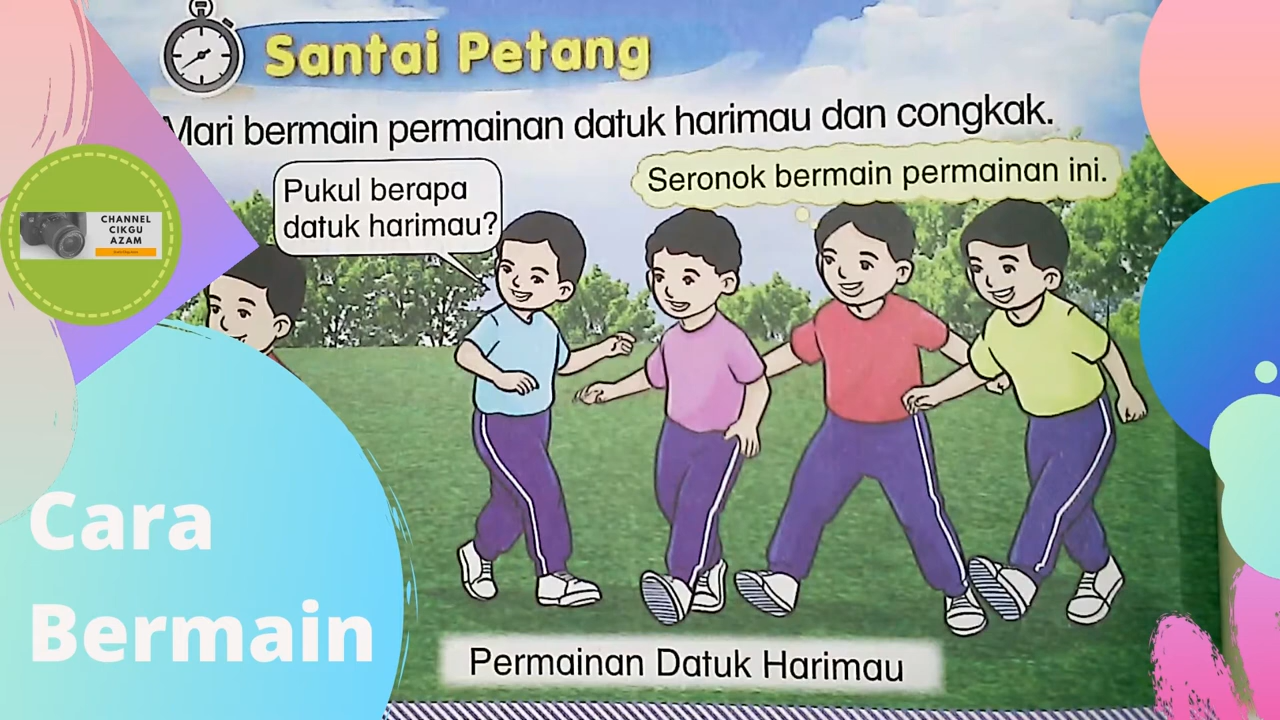 Santai Petang
Mari bermain permainan datuk harimau dan congkak.
Pukul berapa
datuk harimau?
Seronok bermain permainan ini.
CHANNEL
CIKGU
AZAM
Cara
Bermain
Permainan Datuk Harimau